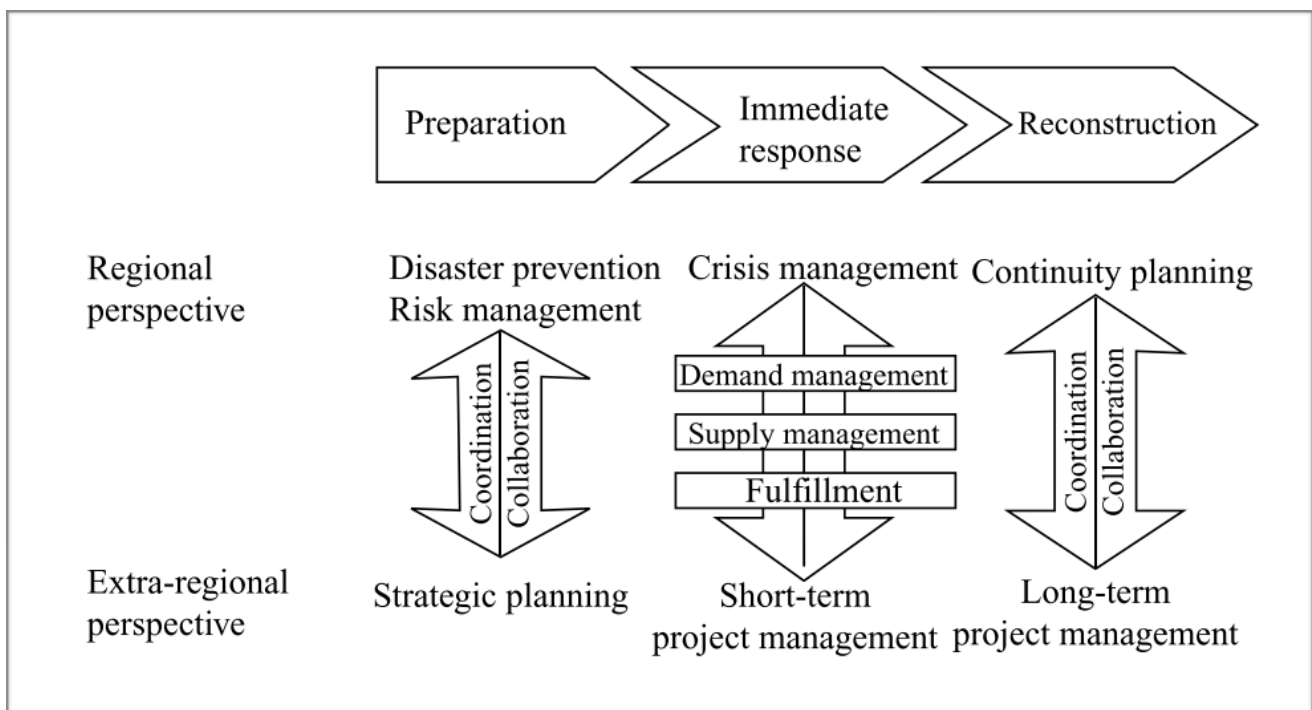 Preparation
Immediate
response
Reconstruction
Regional
perspective
Disaster prevention
Risk management
Crisis management
Continuity planning
Coordination
Collaboration
Demand management
Supply management
Fulfillment
Coordination
Collaboration
Extra-regional
perspective
Strategic planning
Short-term
project management
Long-term
project management